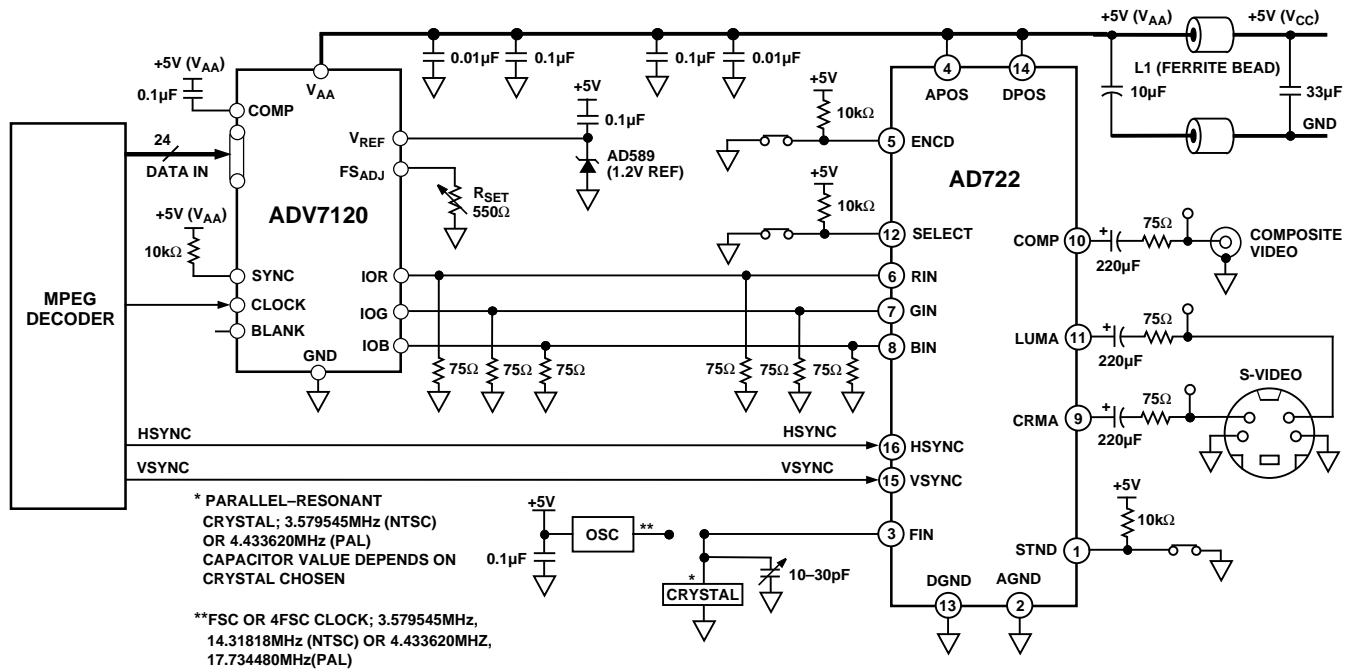 +5V (VAA)
+5V (VCC)
0.01µF
0.1µF
0.1µF
0.01µF
L1 (FERRITE BEAD)
10µF
33µF
GND
+5V (VAA)
0.1µF
COMP
VAA
24
DATA IN
+5V (VAA)
10kΩ
SYNC
CLOCK
BLANK
GND
MPEG
DECODER
ADV7120
VREF
FSADJ
IOR
IOG
IOB
+5V
0.1µF
AD589
(1.2V REF)
RSET
550Ω
75Ω
75Ω
75Ω
75Ω
75Ω
75Ω
+5V
10kΩ
+5V
10kΩ
AD722
4
APOS
14
DPOS
5
ENCD
12
SELECT
6
RIN
7
GIN
8
BIN
16
HSYNC
15
VSYNC
3
FIN
DGND
13
AGND
2
COMP
10
LUMA
11
CRMA
9
STND
1
+
220µF
75Ω
COMPOSITE
VIDEO
+
220µF
75Ω
+
220µF
75Ω
S-VIDEO
+5V
10kΩ
HSYNC
HSYNC
VSYNC
VSYNC
* PARALLEL–RESONANT
CRYSTAL; 3.579545MHz (NTSC)
OR 4.433620MHz (PAL)
CAPACITOR VALUE DEPENDS ON
CRYSTAL CHOSEN
**FSC OR 4FSC CLOCK; 3.579545MHz,
14.31818MHz (NTSC) OR 4.433620MHZ,
17.734480MHz(PAL)
+5V
0.1µF
OSC
**
*
CRYSTAL
10–30pF